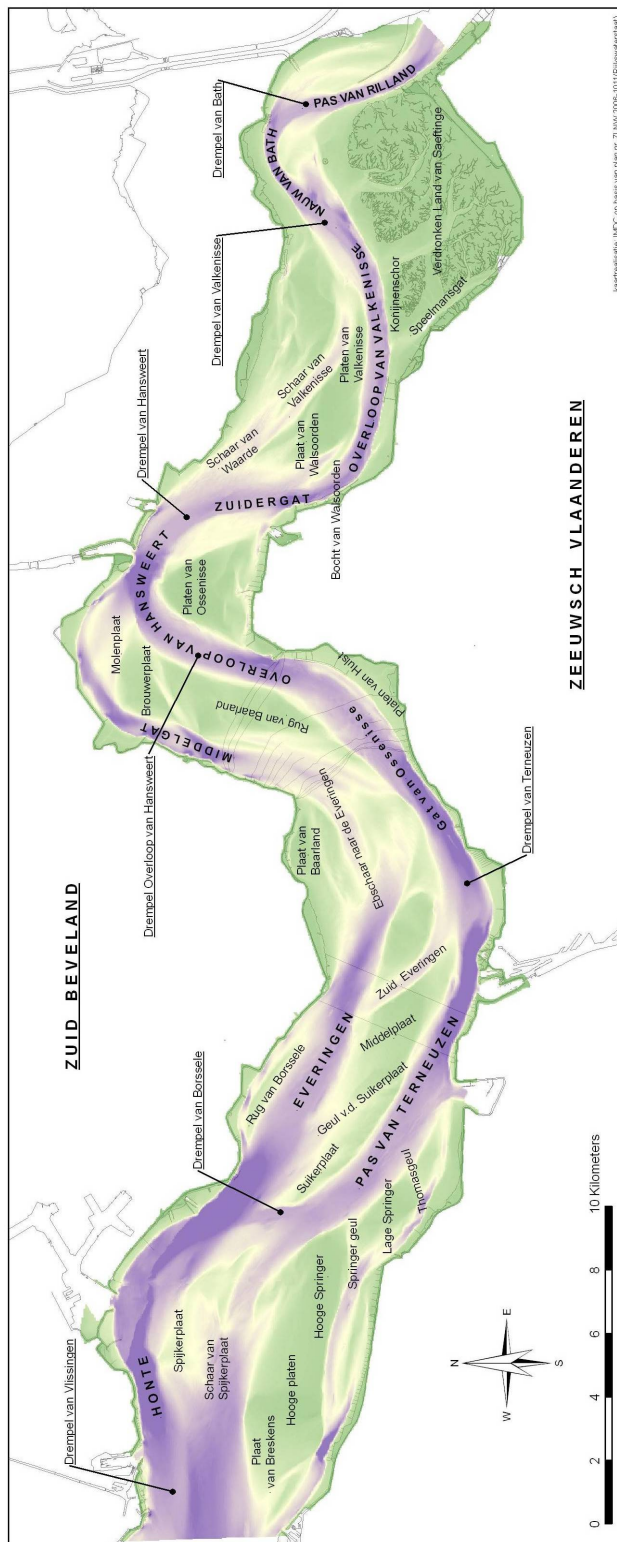 ZUID BEVELAND
ZEEUWSCH VLAANDEREN
Drempel van Vlissingen
Drempel van Borssele
Drempel Overloop van Hansweert
Drempel van Hansweert
Drempel van Valkenisse
Drempel van Bath
Drempel van Terneuzen
HONTE
Spijkerplaat
Schaar van
Spijkerplaat
Plaat
van Breskens
Hooge platen
Hooge Springer
Springer geul
Lage Springer
Thomasgeul
Suikerplaat
Geul v.d. Suikerplaat
PAS VAN TERNEUZEN
Rug van Borssele
EVERINGEN
Middelplaat
Zuid Everingen
Plaat van
Baarland
Ebschaar naar de Everingen
MIDDELGAT
Molenplaat
Brouwerplaat
Rug van Baarland
OVERLOOP VAN HANSWEERT
Gat van Ossenisse
Platen van Hulst
Platen van
Ossenisse
ZUIDERGAT
Schaar van
Waarde
Schaar van
Valkenisse
Plaat van
Walsoorden
Platen van
Valkenisse
Bocht van Walsoorden
OVERLOOP VAN VALKENISSE
Konijnenschor
Speelmansgat
Verdronken Land van Saeftinge
NAUW VAN BATH
PAS VAN RILLAND
N
E
S
W
0 2 4 6 8 10 Kilometers